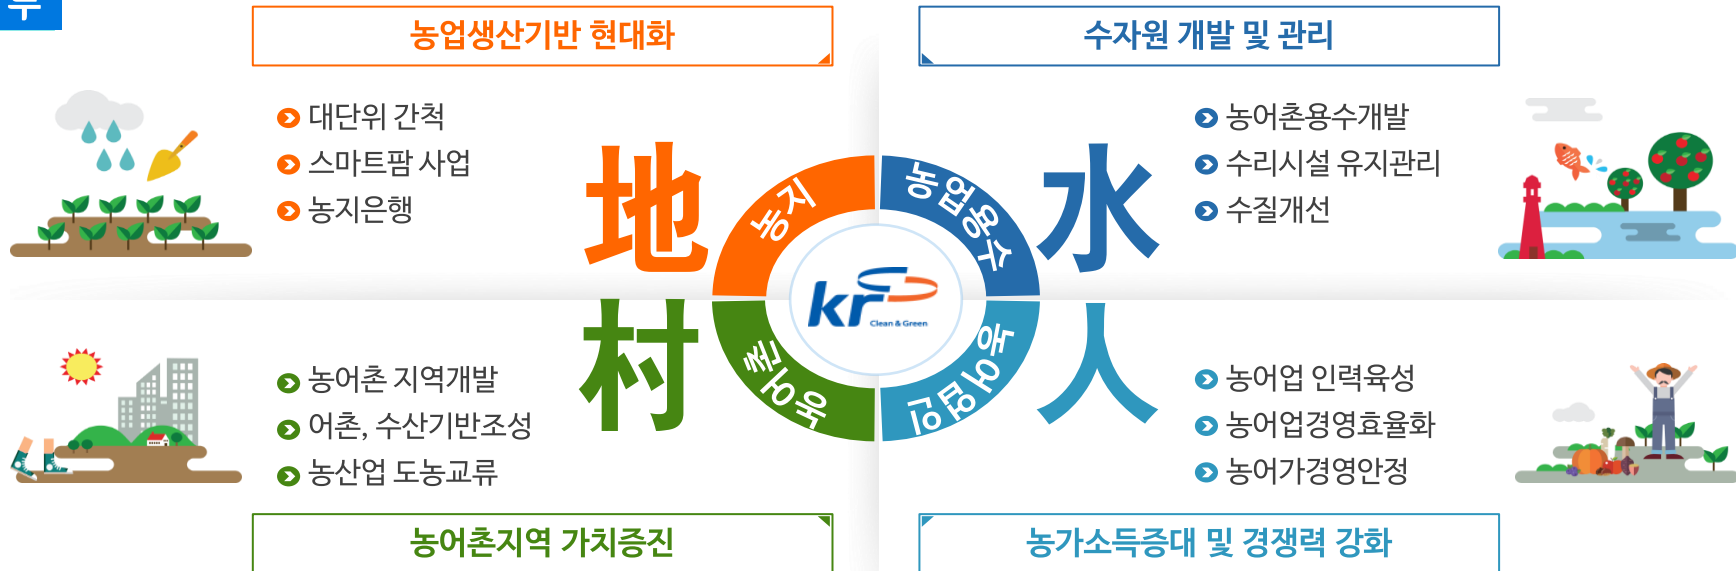 부
농업생산기반 현대화
대단위 간척
스마트팜 사업
농지은행
地
농지
수자원 개발 및 관리
농어촌용수개발
수리시설 유지관리
수질개선
水
농업용수
kr
Clean & Green
농어촌 지역개발
어촌, 수산기반조성
농산업 도농교류
村
농어촌
농어촌지역 가치증진
농어업 인력육성
농어업경영효율화
농어가경영안정
人
농어업인
농가소득증대 및 경쟁력 강화